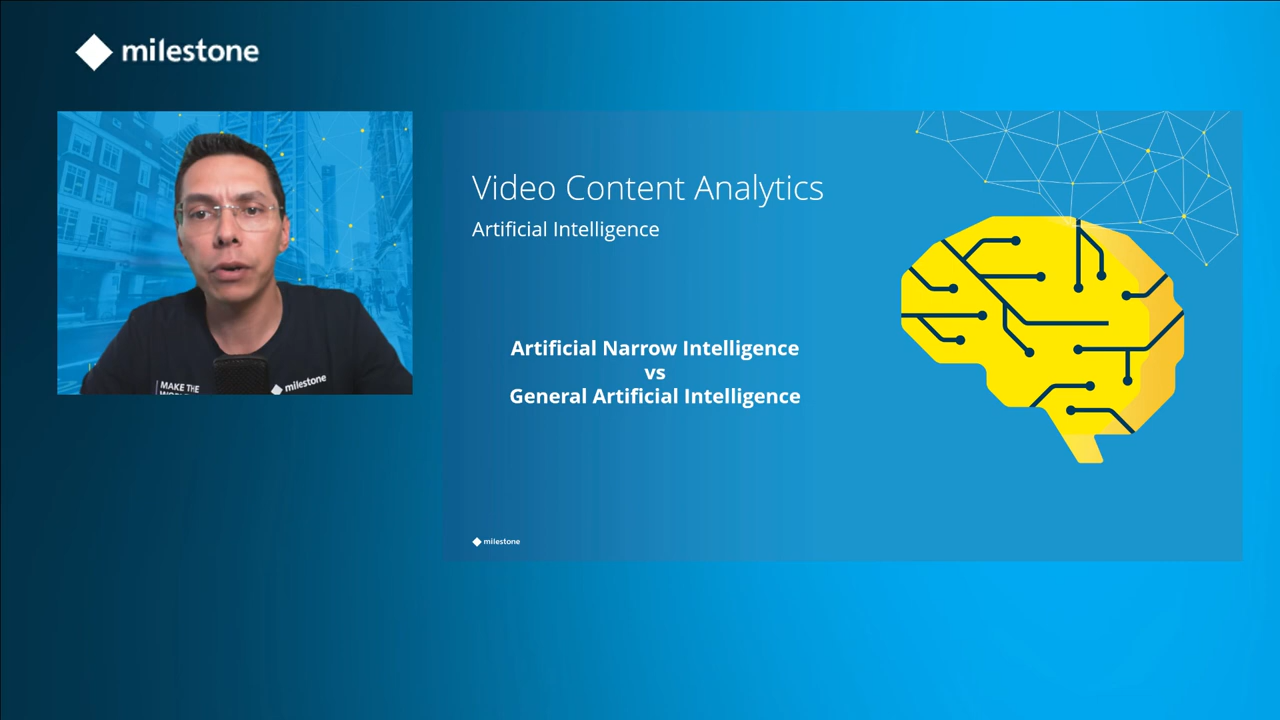 milestone
MAKE THE
milestone
Video Content Analytics
Artificial Intelligence
Artificial Narrow Intelligence
vs
General Artificial Intelligence
milestone